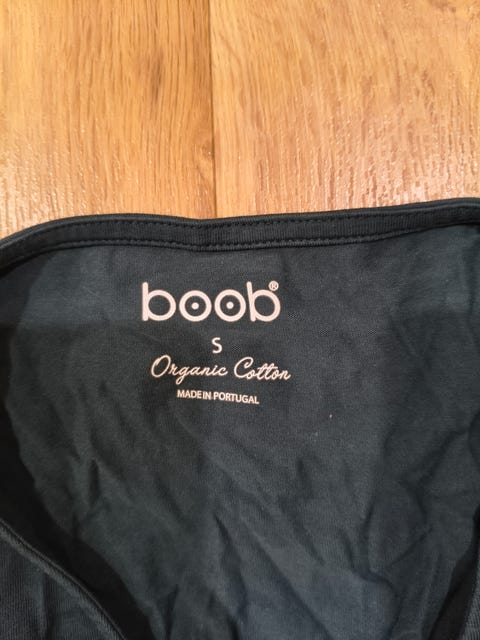 boob®
S
Organic Cotton
MADE IN PORTUGAL